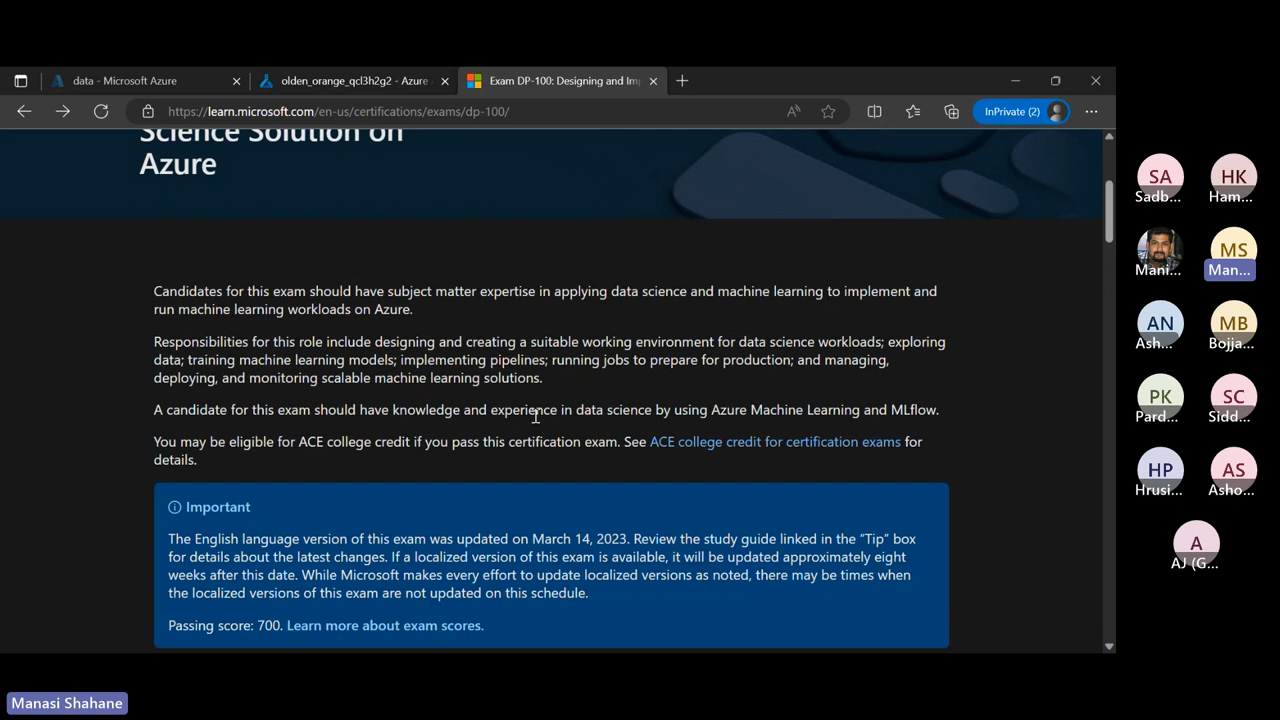 data - Microsoft Azure
olden_orange_qcl3h2g2 - Azure
Exam DP-100: Designing and Im
https://learn.microsoft.com/en-us/certifications/exams/dp-100/
InPrivate (2)
Science Solution on
Azure
Candidates for this exam should have subject matter expertise in applying data science and machine learning to implement and
run machine learning workloads on Azure.
Responsibilities for this role include designing and creating a suitable working environment for data science workloads; exploring
data; training machine learning models; implementing pipelines; running jobs to prepare for production; and managing,
deploying, and monitoring scalable machine learning solutions.
A candidate for this exam should have knowledge and experience in data science by using Azure Machine Learning and MLflow.
You may be eligible for ACE college credit if you pass this certification exam. See ACE college credit for certification exams for
details.
Important
The English language version of this exam was updated on March 14, 2023. Review the study guide linked in the “Tip” box
for details about the latest changes. If a localized version of this exam is available, it will be updated approximately eight
weeks after this date. While Microsoft makes every effort to update localized versions as noted, there may be times when
the localized versions of this exam are not updated on this schedule.
Passing score: 700. Learn more about exam scores.
SA
Sadb...
HK
Ham...
Mani...
MS
Man...
AN
Ash...
MB
Bojja...
PK
Pard...
SC
Sidd...
HP
Hrusi...
AS
Asho...
A
AJ (G...
Manasi Shahane